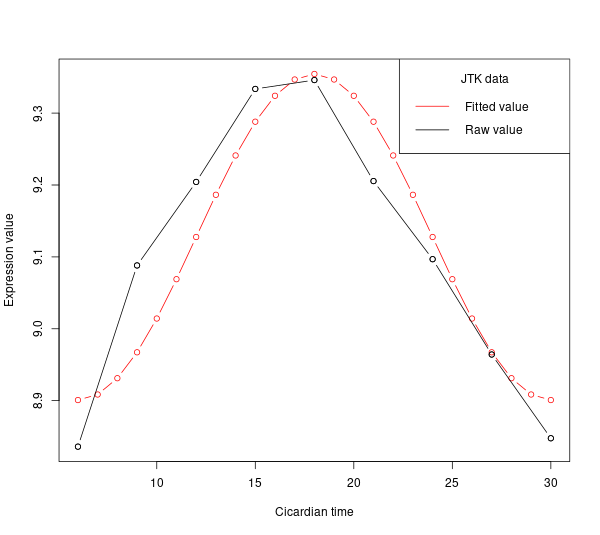 JTK data
Fitted value
Raw value
Expression value
9.3
9.2
9.1
9.0
8.9
10 15 20 25 30
Cicardian time